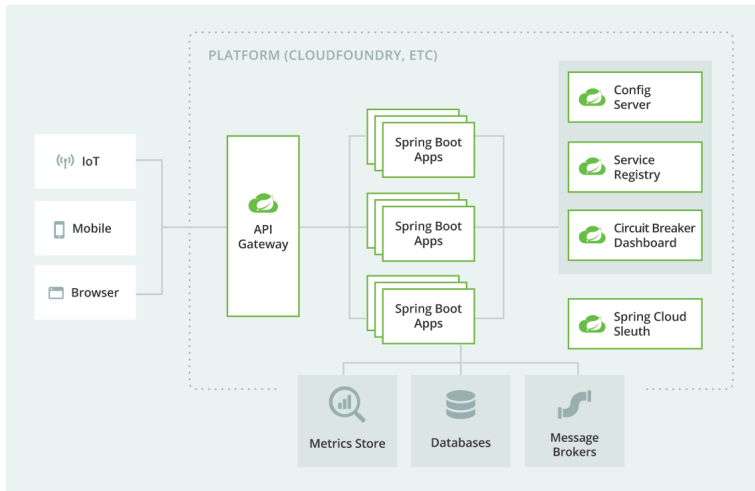 PLATFORM (CLOUDFOUNDRY, ETC)
IoT
Mobile
Browser
API
Gateway
Spring Boot
Apps
Spring Boot
Apps
Spring Boot
Apps
Config
Server
Service
Registry
Circuit Breaker
Dashboard
Spring Cloud
Sleuth
Metrics Store
Databases
Message
Brokers